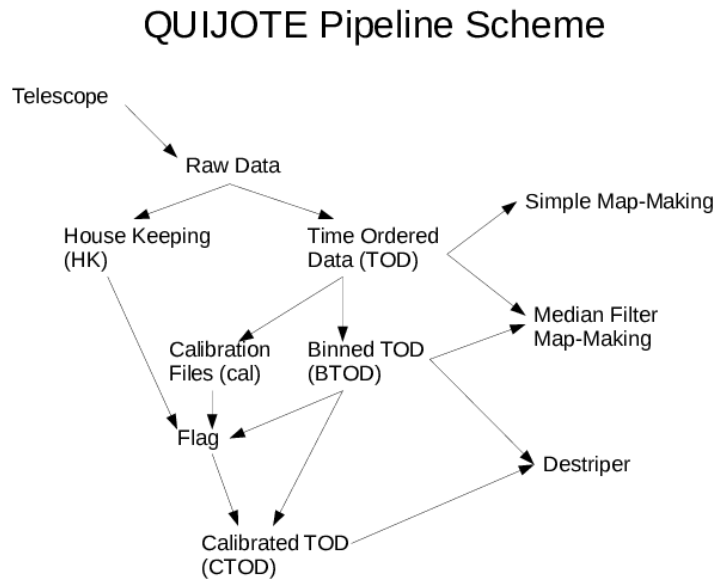 QUIJOTE Pipeline Scheme
Telescope
Raw Data
Simple Map-Making
House Keeping
(HK)
Time Ordered
Data (TOD)
Median Filter
Map-Making
Calibration
Files (cal)
Binned TOD
(BTOD)
Flag
Destriper
Calibrated TOD
(CTOD)